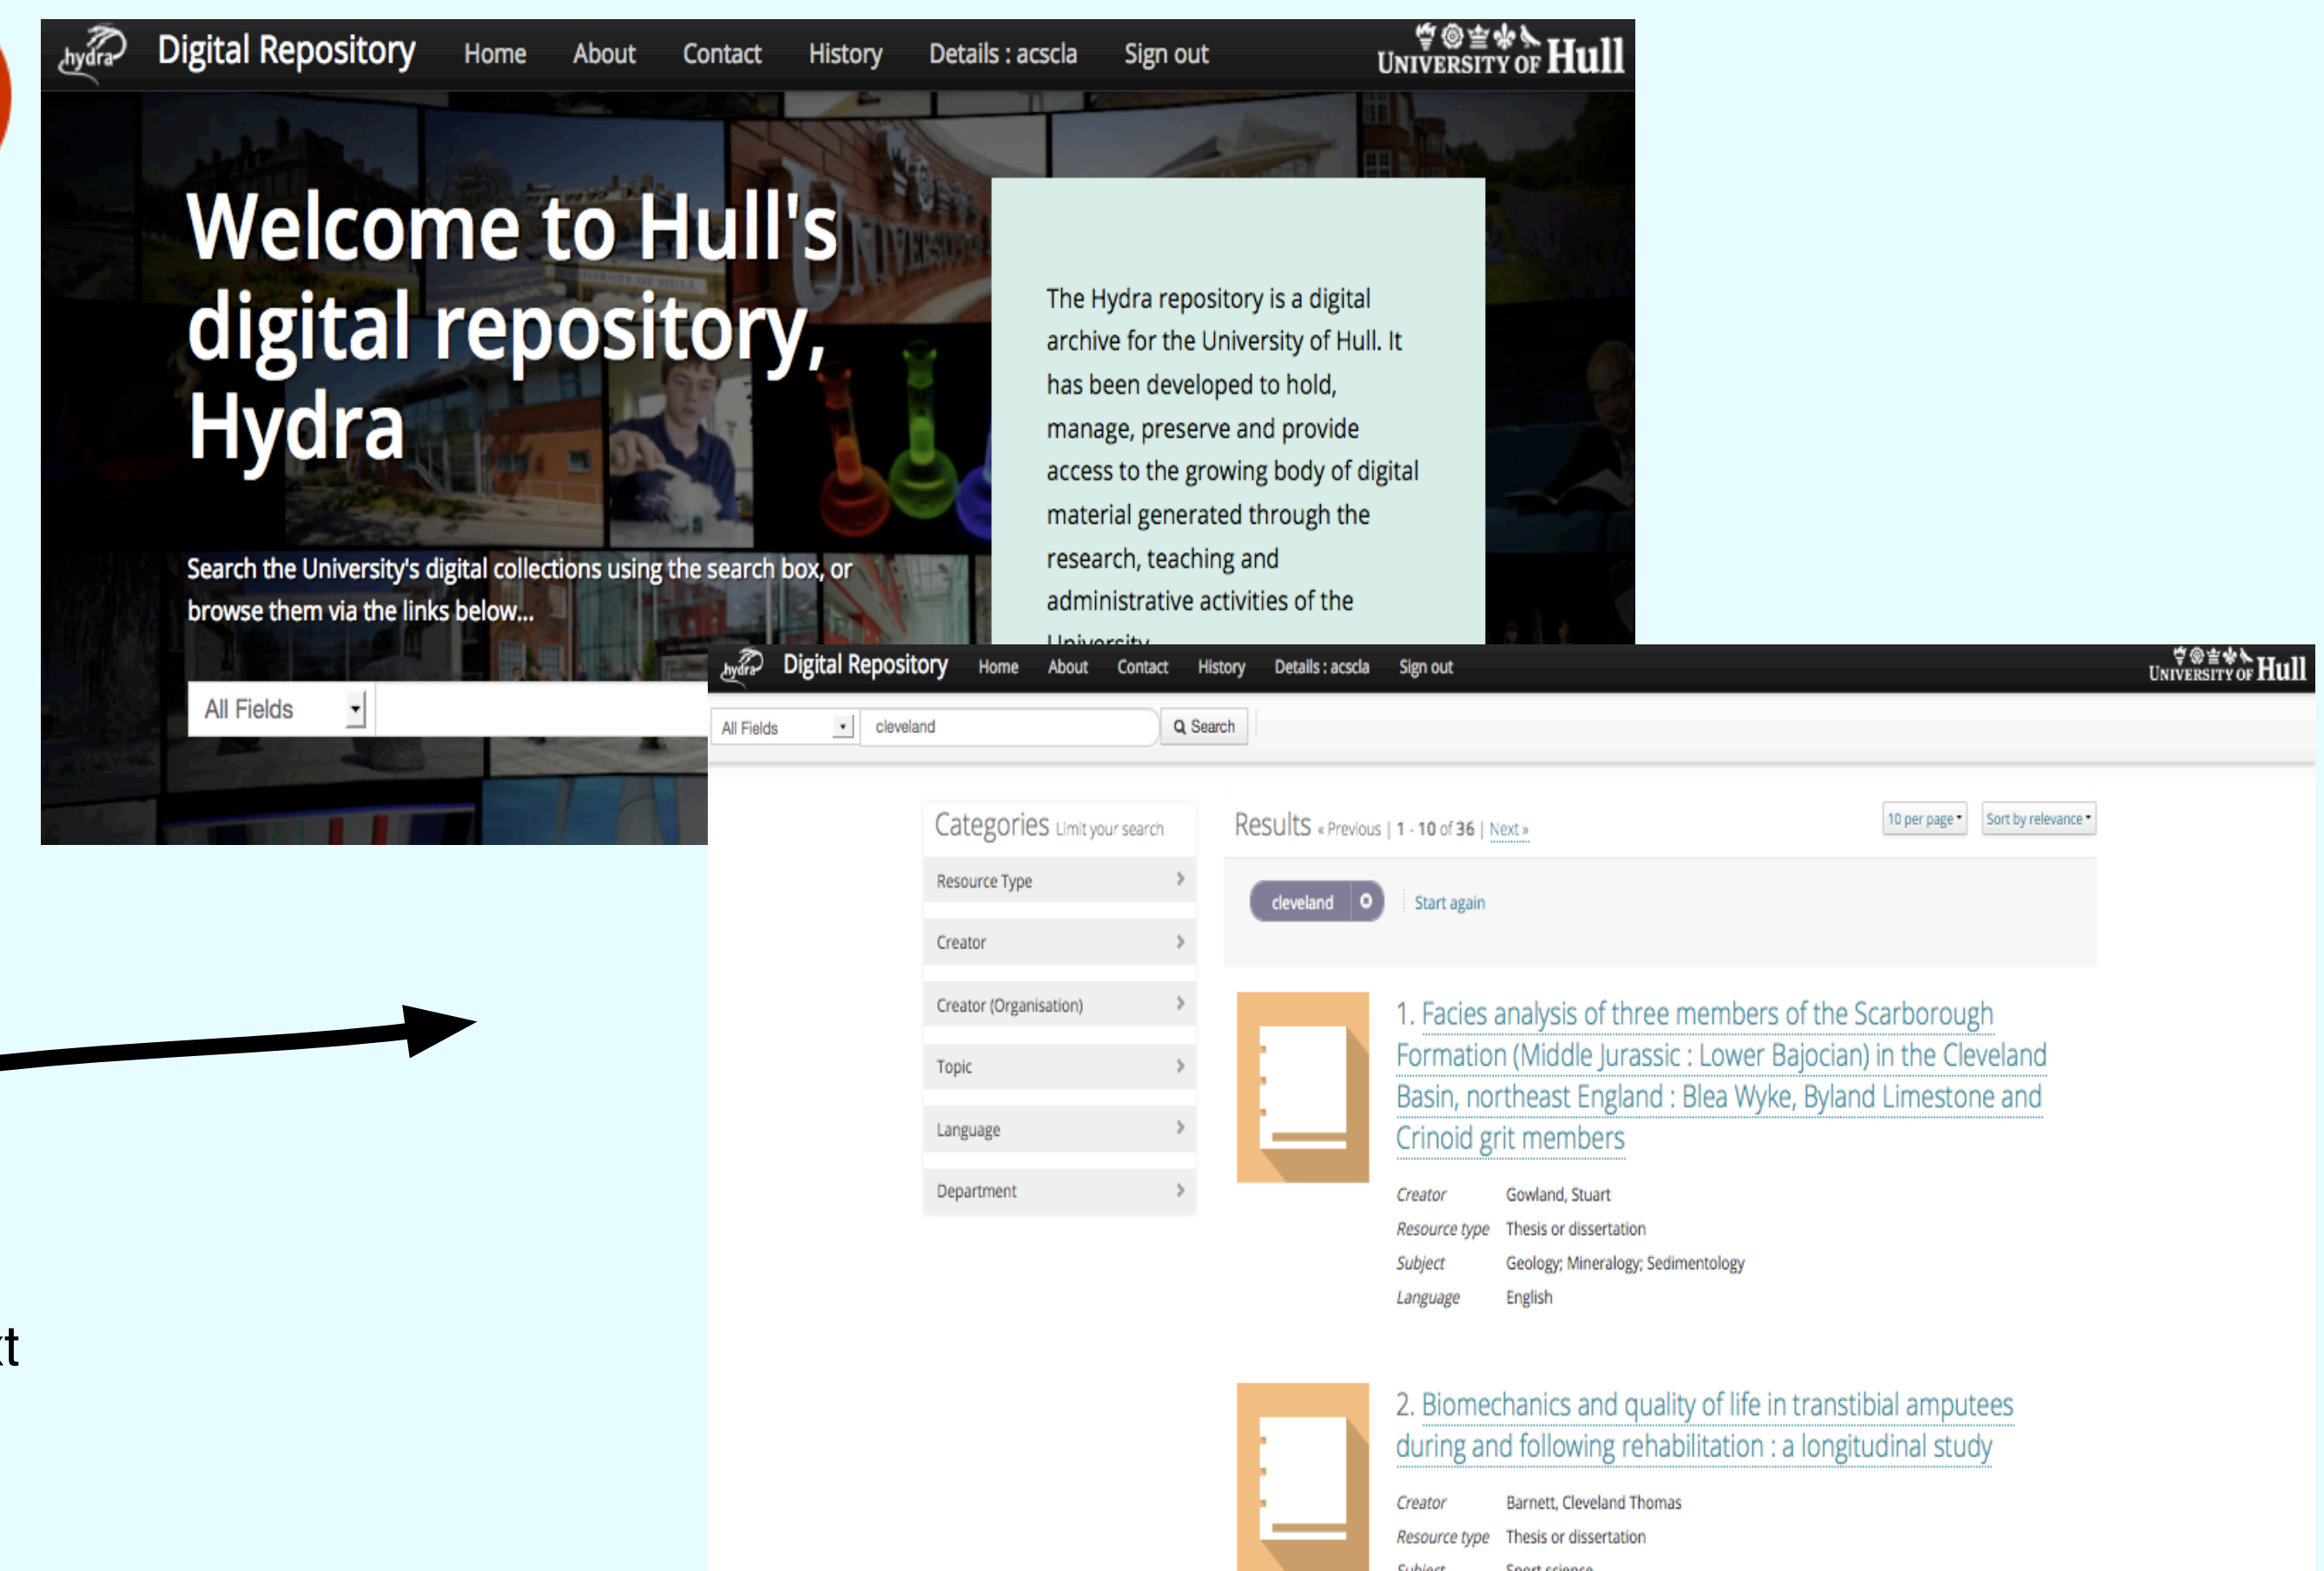 hydra Digital Repository Home About Contact History Details : acscla Sign out UNIVERSITY OF Hull
Welcome to Hull's
digital repository,
Hydra
Search the University's digital collections using the search box, or
browse them via the links below...
All Fields
The Hydra repository is a digital
archive for the University of Hull. It
has been developed to hold,
manage, preserve and provide
access to the growing body of digital
material generated through the
research, teaching and
administrative activities of the
University
hydra Digital Repository Home About Contact History Details : acscla Sign out UNIVERSITY OF Hull
All Fields cleveland Search
Categories Limit your search
Resource Type
Creator
Creator (Organisation)
Topic
Language
Department
Results « Previous | 1 - 10 of 36 | Next » 10 per page Sort by relevance
cleveland Start again
1. Facies analysis of three members of the Scarborough
Formation (Middle Jurassic : Lower Bajocian) in the Cleveland
Basin, northeast England : Blea Wyke, Byland Limestone and
Crinoid grit members
Creator Gowland, Stuart
Resource type Thesis or dissertation
Subject Geology; Mineralogy; Sedimentology
Language English
2. Biomechanics and quality of life in transtibial amputees
during and following rehabilitation : a longitudinal study
Creator Barnett, Cleveland Thomas
Resource type Thesis or dissertation
Subject Sport science